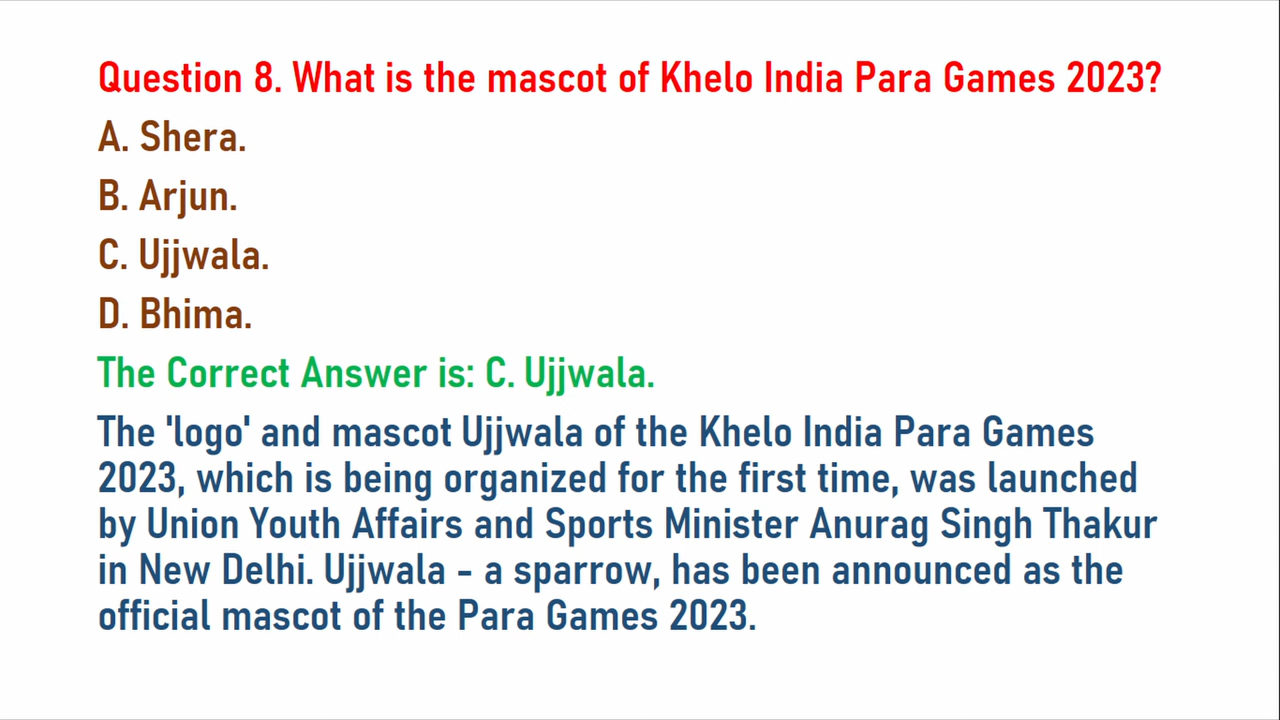 Question 8. What is the mascot of Khelo India Para Games 2023?
A. Shera.
B. Arjun.
C. Ujjwala.
D. Bhima.
The Correct Answer is: C. Ujjwala.
The 'logo' and mascot Ujjwala of the Khelo India Para Games
2023, which is being organized for the first time, was launched
by Union Youth Affairs and Sports Minister Anurag Singh Thakur
in New Delhi. Ujjwala - a sparrow, has been announced as the
official mascot of the Para Games 2023.